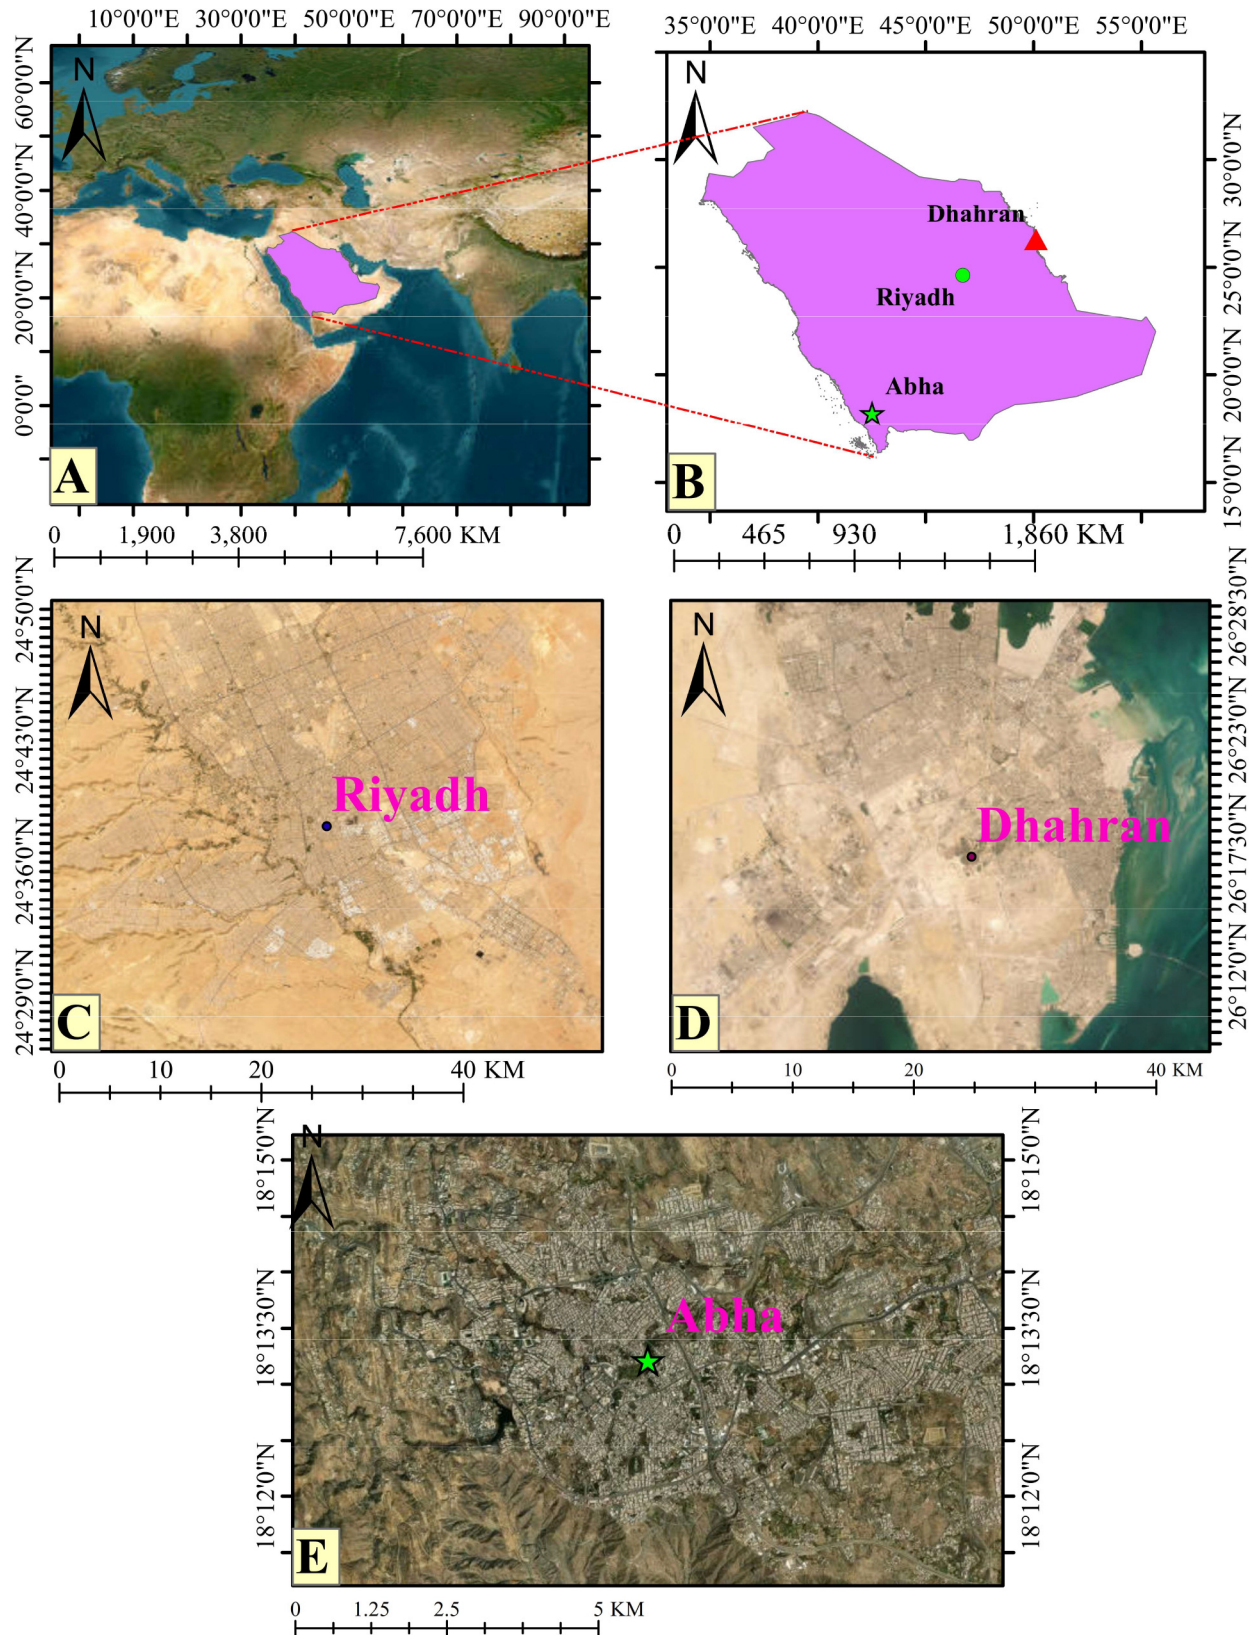 10°0'0"E 30°0'0"E 50°0'0"E 70°0'0"E 90°0'0"E
60°0'0"N
40°0'0"N
20°0'0"N
0°0'0"
N
A
0 1,900 3,800 7,600 KM
35°0'0"E 40°0'0"E 45°0'0"E 50°0'0"E 55°0'0"E
N
Dhahran
Riyadh
Abha
30°0'0"N
25°0'0"N
20°0'0"N
15°0'0"N
B
0 465 930 1,860 KM
24°50'0"N
24°43'0"N
24°36'0"N
24°29'0"N
N
Riyadh
C
0 10 20 40 KM
N
Dhahran
26°28'30"N
26°23'0"N
26°17'30"N
26°12'0"N
D
0 10 20 40 KM
N
18°15'0"N
18°13'30"N
18°12'0"N
Abha
18°15'0"N
18°13'30"N
18°12'0"N
E
0 1.25 2.5 5 KM